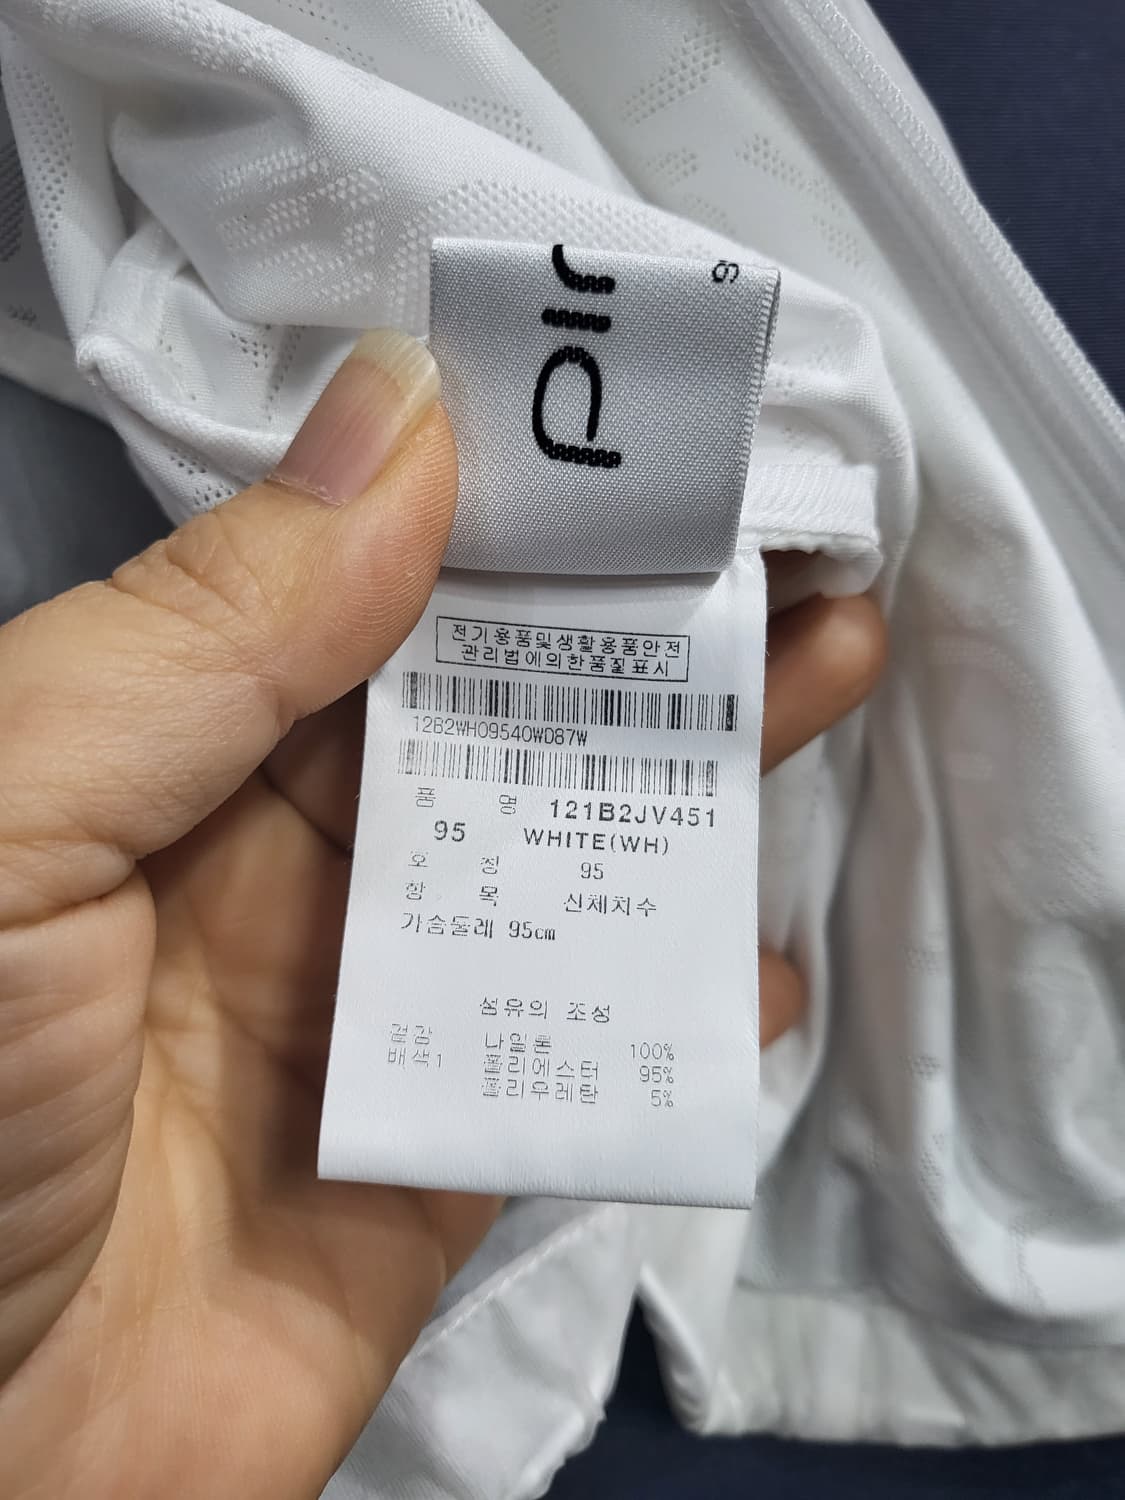 95
전기용품및생활용품안전
관리법에의한품질표시
12B2WH09540WD87W
품 명 121B2JV451
95 WHITE(WH)
호 칭 95
항 목 신체치수
가슴둘레 95cm
섬유의 조성
겉감 나일론 100%
배색1 폴리에스터 95%
폴리우레탄 5%